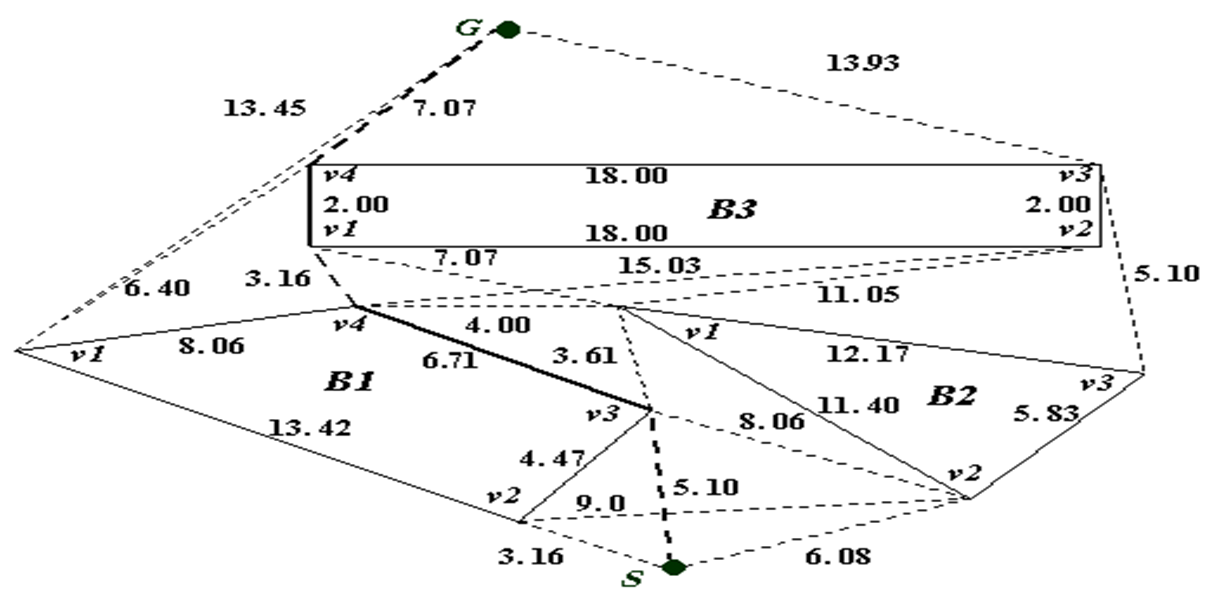 G
13.93
13.45
7.07
v4
18.00
v3
2.00
B3
2.00
v1
18.00
v2
7.07
15.03
5.10
6.40
3.16
11.05
v4
4.00
v1
v1
8.06
6.71
3.61
12.17
B1
v3
B2
v3
13.42
8.06
11.40
5.83
4.47
v2
v2
9.0
5.10
3.16
6.08
S